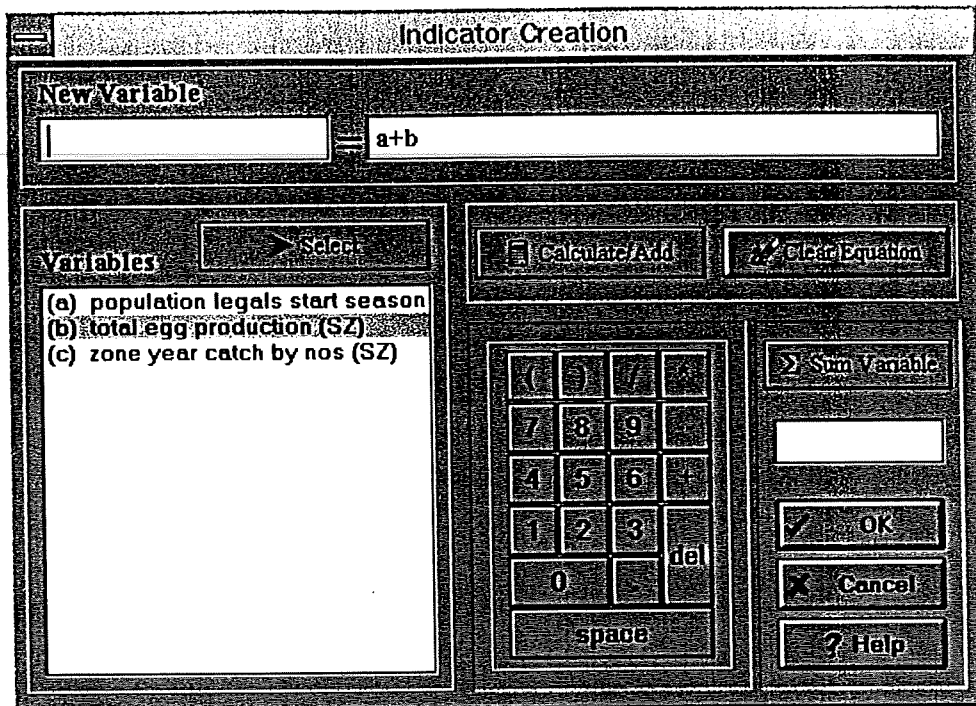 Indicator Creation
New Variable
= a+b
Variables
Select
(a) population legals start season
(b) total egg production (SZ)
(c) zone year catch by nos (SZ)
Calculate/Add
Clear Equation
( ) / ^
7 8 9
4 5 6 +
1 2 3
del
0 .
space
Σ Sum Variable
OK
Cancel
? Help